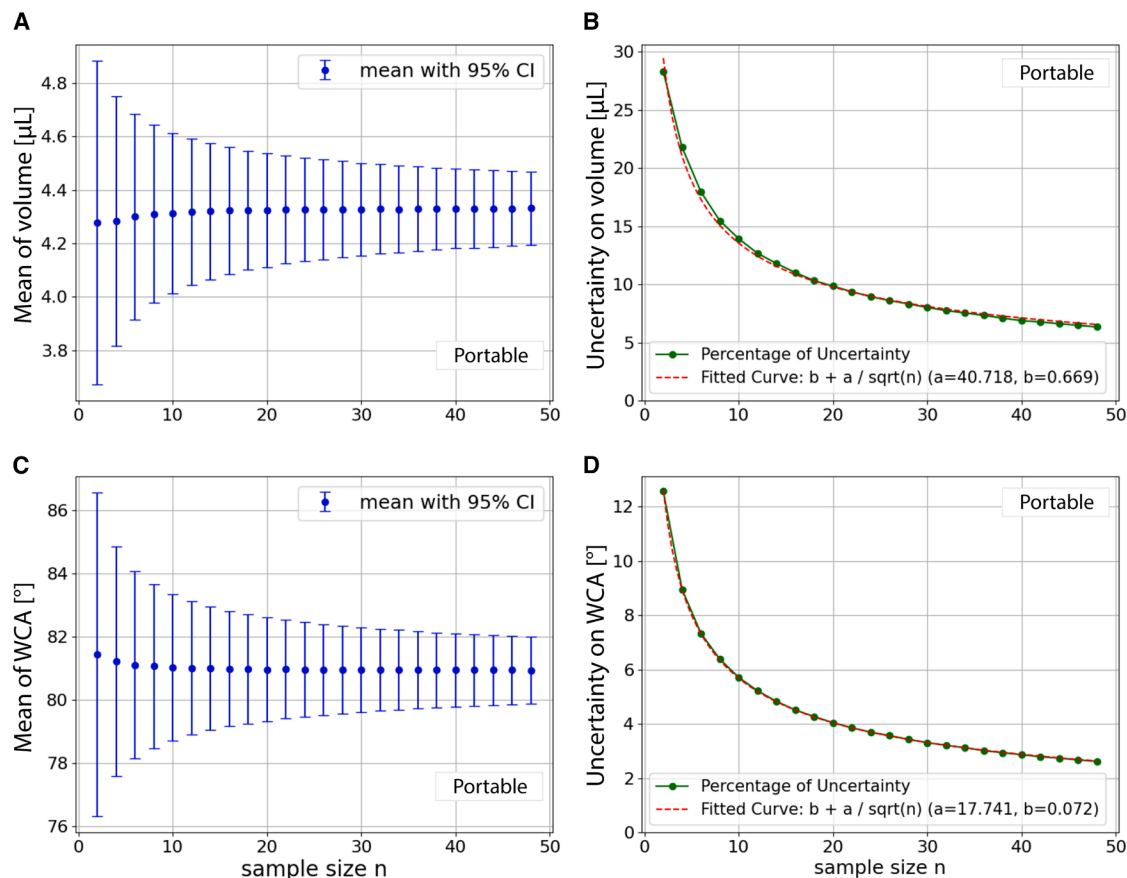 A
Mean of volume [µL]
4.8
4.6
4.4
4.2
4.0
3.8
mean with 95% CI
Portable
0 10 20 30 40 50
B
Uncertainty on volume [µL]
30
25
20
15
10
5
0
Portable
Percentage of Uncertainty
Fitted Curve: b + a / sqrt(n) (a=40.718, b=0.669)
0 10 20 30 40 50
C
Mean of WCA [°]
86
84
82
80
78
76
mean with 95% CI
Portable
0 10 20 30 40 50
sample size n
D
Uncertainty on WCA [°]
12
10
8
6
4
2
0
Portable
Percentage of Uncertainty
Fitted Curve: b + a / sqrt(n) (a=17.741, b=0.072)
0 10 20 30 40 50
sample size n